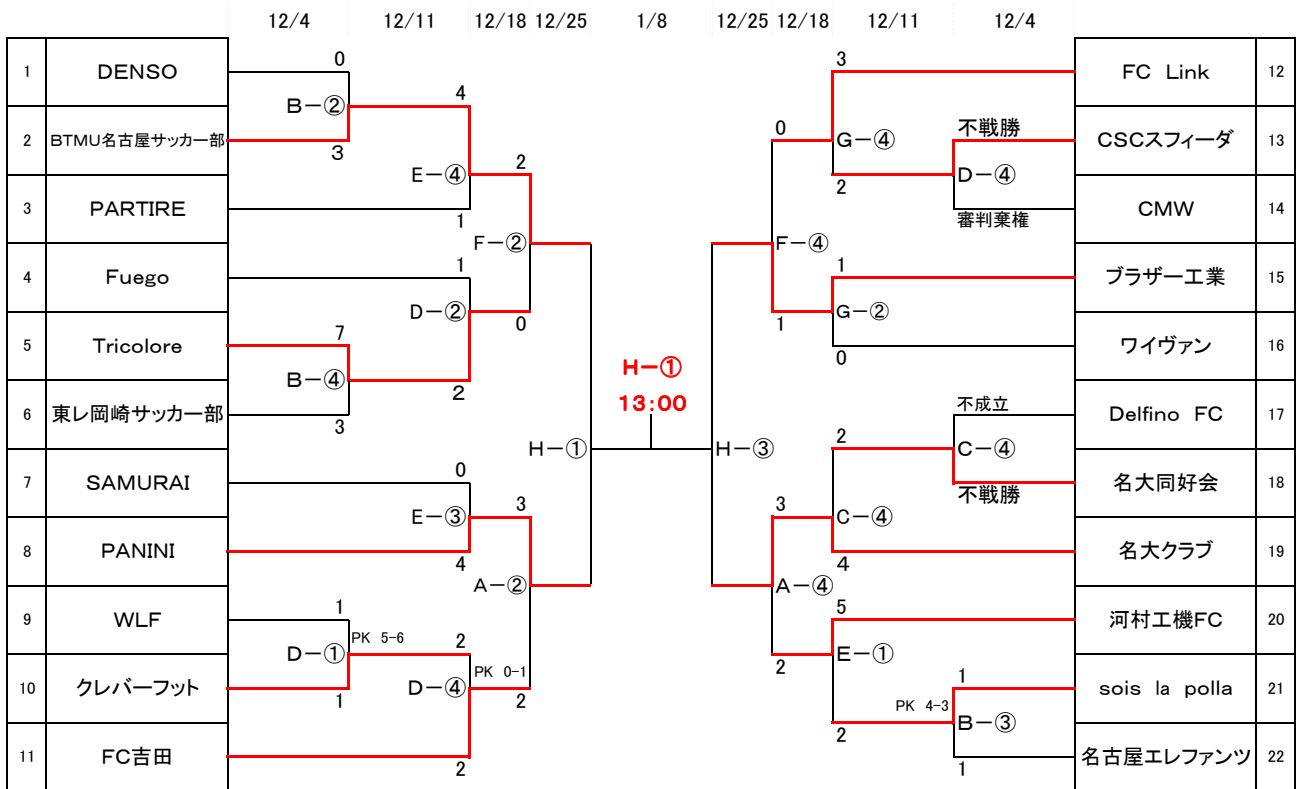 12/4 12/11 12/18 12/25 1/8 12/25 12/18 12/11 12/4
1 DENSO
2 BTMU名古屋サッカー部
3 PARTIRE
4 Fuego
5 Tricolore
6 東レ岡崎サッカー部
7 SAMURAI
8 PANINI
9 WLF
10 クレバーフット
11 FC吉田
0
B－②
3
4
E－④
1
2
F－②
0
1
D－②
2
7
B－④
3
H－①
0
E－③
4
3
A－②
2
1
D－①
1
PK 5-6
2
D－④
2
PK 0-1
H－①
13:00
H－③
0
F－④
1
3
G－④
2
不戦勝
D－④
審判棄権
1
G－②
0
3
A－④
2
2
C－④
4
不成立
C－④
不戦勝
5
E－①
2
PK 4-3
1
B－③
1
FC Link 12
CSCスフィーダ 13
CMW 14
ブラザー工業 15
ワイヴァン 16
Delfino FC 17
名大同好会 18
名大クラブ 19
河村工機FC 20
sois la polla 21
名古屋エレファンツ 22